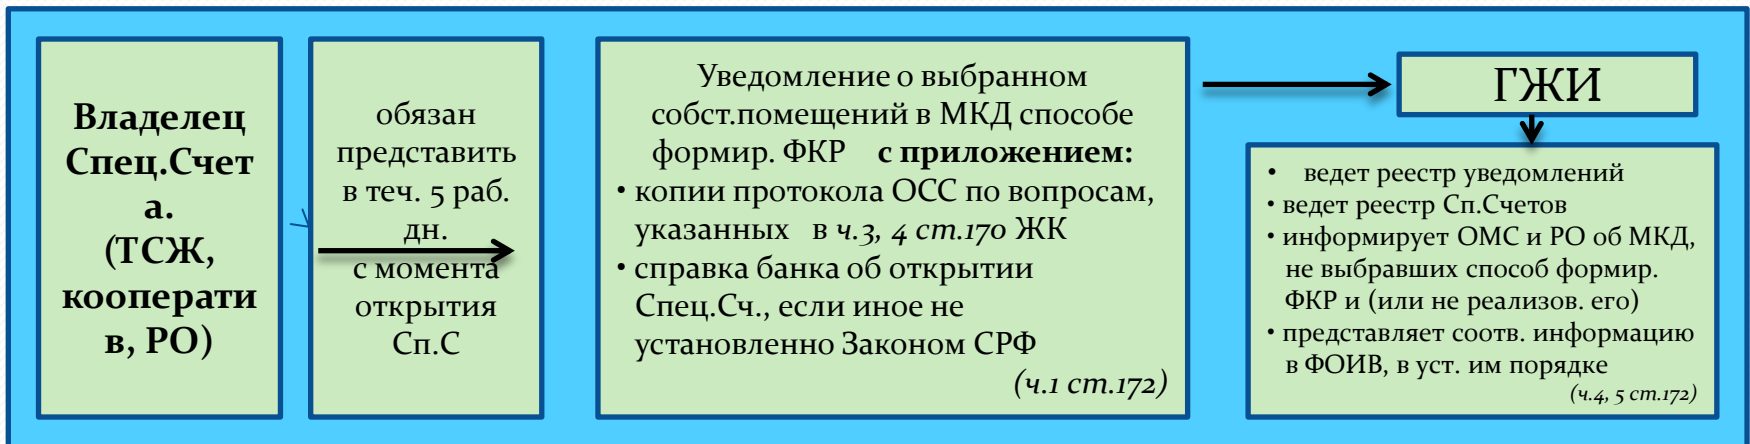 Владелец
Спец.Счет
а.
(ТСЖ,
кооперати
в, РО)
обязан
представить
в теч. 5 раб.
дн.
с момента
открытия
Сп.С
Уведомление о выбранном
собст.помещений в МКД способе
формир. ФКР с приложением:
• копии протокола ОСС по вопросам,
указанных в ч.3, 4 ст.170 ЖК
• справка банка об открытии
Спец.Сч., если иное не
установленно Законом СРФ
(ч.1 ст.172)
ГЖИ
• ведет реестр уведомлений
• ведет реестр Сп.Счетов
• информирует ОМС и РО об МКД,
не выбравших способ формир.
ФКР и (или не реализов. его)
• представляет соотв. информацию
в ФОИВ, в уст. им порядке
(ч.4, 5 ст.172)